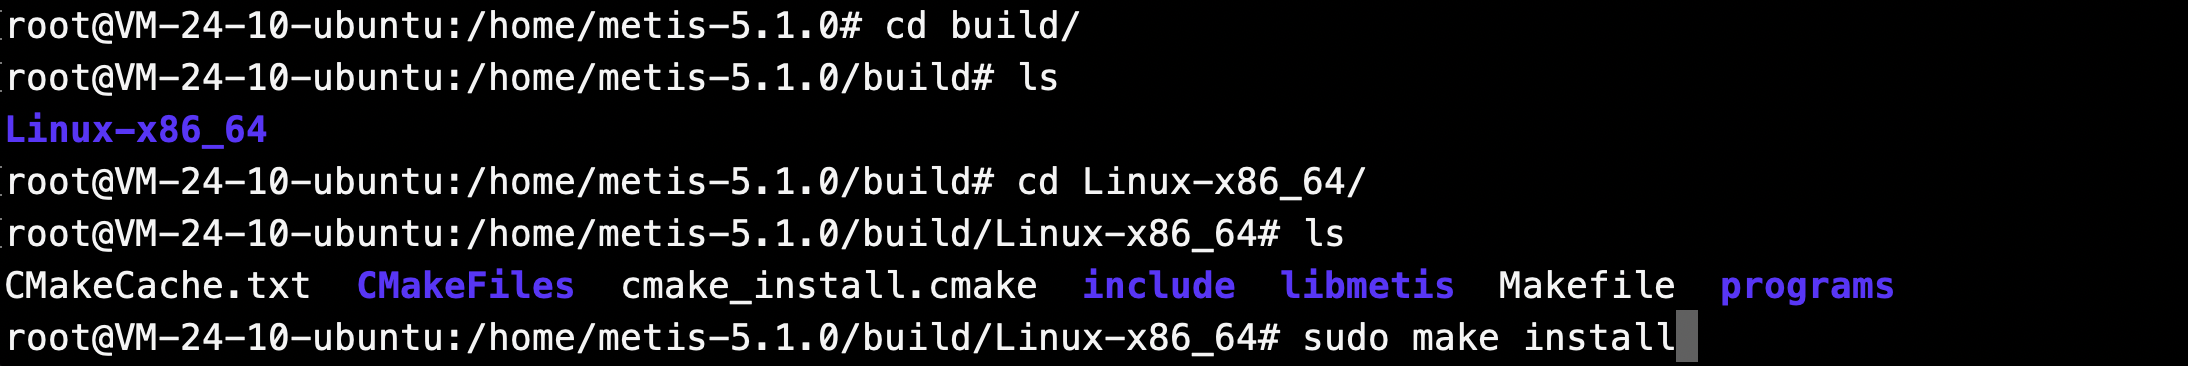 root@VM-24-10-ubuntu:/home/metis-5.1.0# cd build/
root@VM-24-10-ubuntu:/home/metis-5.1.0/build# ls
Linux-x86_64
root@VM-24-10-ubuntu:/home/metis-5.1.0/build# cd Linux-x86_64/
root@VM-24-10-ubuntu:/home/metis-5.1.0/build/Linux-x86_64# ls
CMakeCache.txt  CMakeFiles  cmake_install.cmake  include  libmetis  Makefile  programs
root@VM-24-10-ubuntu:/home/metis-5.1.0/build/Linux-x86_64# sudo make install